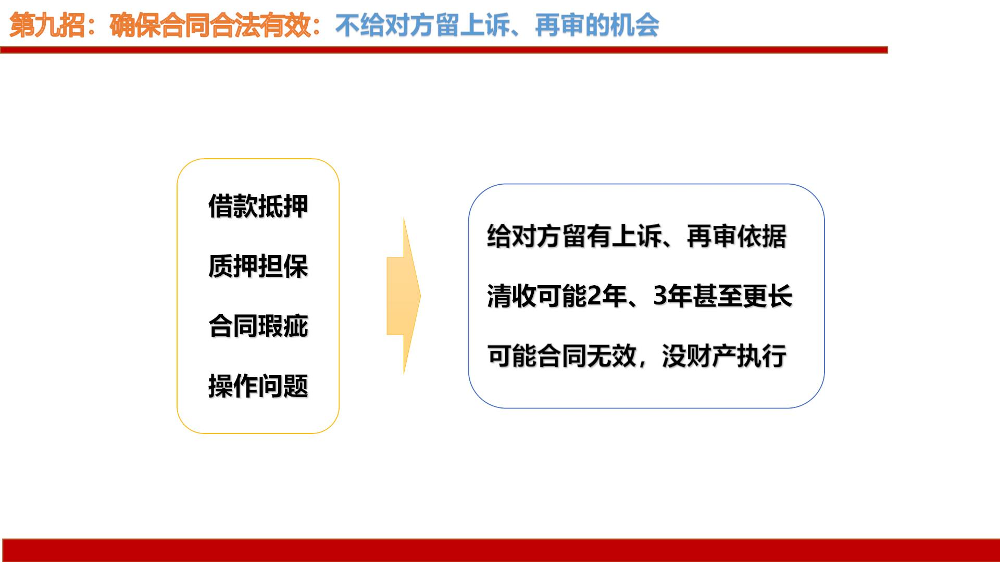 第九招：确保合同合法有效：不给对方留上诉、再审的机会
借款抵押
质押担保
合同瑕疵
操作问题
给对方留有上诉、再审依据
清收可能2年、3年甚至更长
可能合同无效，没财产执行